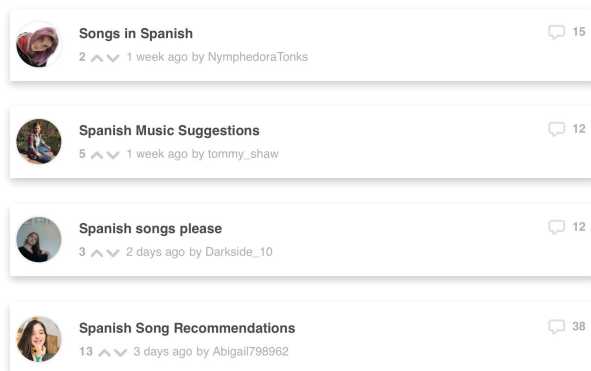 Songs in Spanish
15
2 1 week ago by NymphedoraTonks
Spanish Music Suggestions
12
5 1 week ago by tommy_shaw
Spanish songs please
12
3 2 days ago by Darkside_10
Spanish Song Recommendations
38
13 3 days ago by Abigail798962